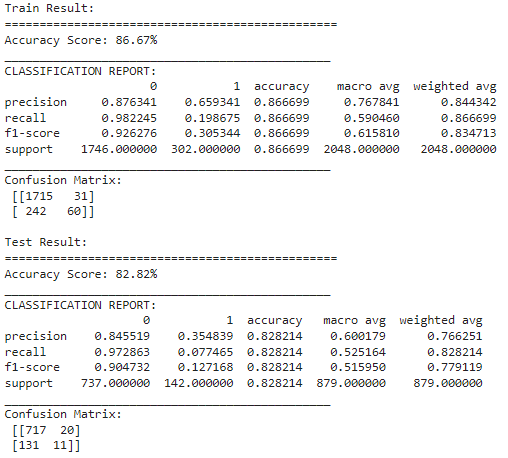 Train Result:
================================================
Accuracy Score: 86.67%
_______________________________________________
CLASSIFICATION REPORT:
                     0           1  accuracy    macro avg  weighted avg
precision     0.876341    0.659341  0.866699     0.767841      0.844342
recall        0.982245    0.198675  0.866699     0.590460      0.866699
f1-score      0.926276    0.305344  0.866699     0.615810      0.834713
support    1746.000000  302.000000  0.866699  2048.000000   2048.000000
_______________________________________________
Confusion Matrix:
 [[1715   31]
 [ 242   60]]

Test Result:
================================================
Accuracy Score: 82.82%
_______________________________________________
CLASSIFICATION REPORT:
                    0           1  accuracy   macro avg  weighted avg
precision    0.845519    0.354839  0.828214    0.600179      0.766251
recall       0.972863    0.077465  0.828214    0.525164      0.828214
f1-score     0.904732    0.127168  0.828214    0.515950      0.779119
support    737.000000  142.000000  0.828214  879.000000    879.000000
_______________________________________________
Confusion Matrix:
 [[717  20]
 [131  11]]